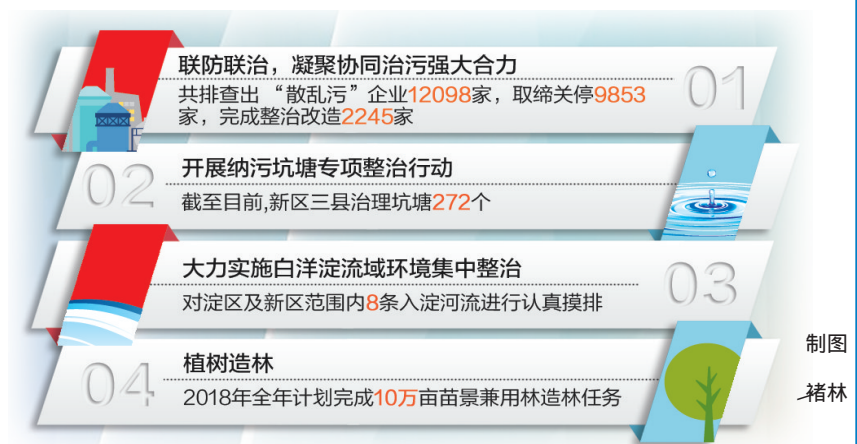 联防联治，凝聚协同治污强大合力
共排查出“散乱污”企业12098家，取缔关停9853
家，完成整治改造2245家
01
02
开展纳污坑塘专项整治行动
截至目前,新区三县治理坑塘272个
大力实施白洋淀流域环境集中整治
对淀区及新区范围内8条入淀河流进行认真摸排
03
04
植树造林
2018年全年计划完成10万亩苗景兼用林造林任务
制图
褚林